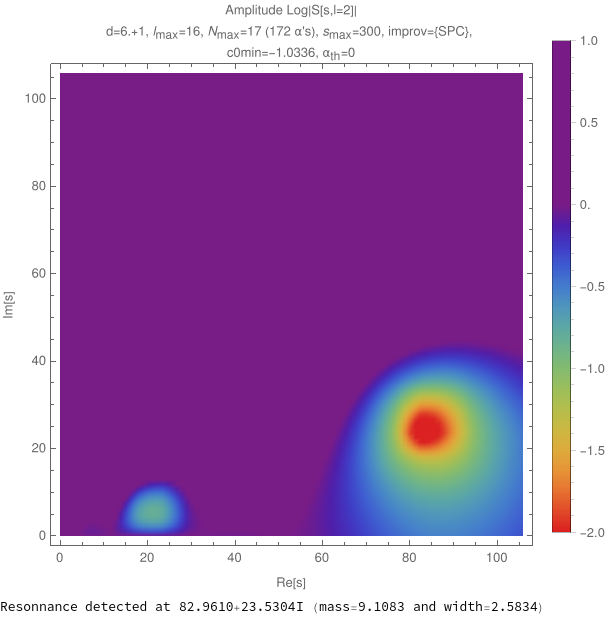 Amplitude Log|S[s,l=2]|
d=6.+1, lmax=16, Nmax=17 (172 α's), smax=300, improv={SPC},
c0min=−1.0336, αth=0
Im[s]
100
80
60
40
20
0
0 20 40 60 80 100
Re[s]
1.0
0.5
0.
−0.5
−1.0
−1.5
−2.0
Resonnance detected at 82.9610+23.5304I (mass=9.1083 and width=2.5834)